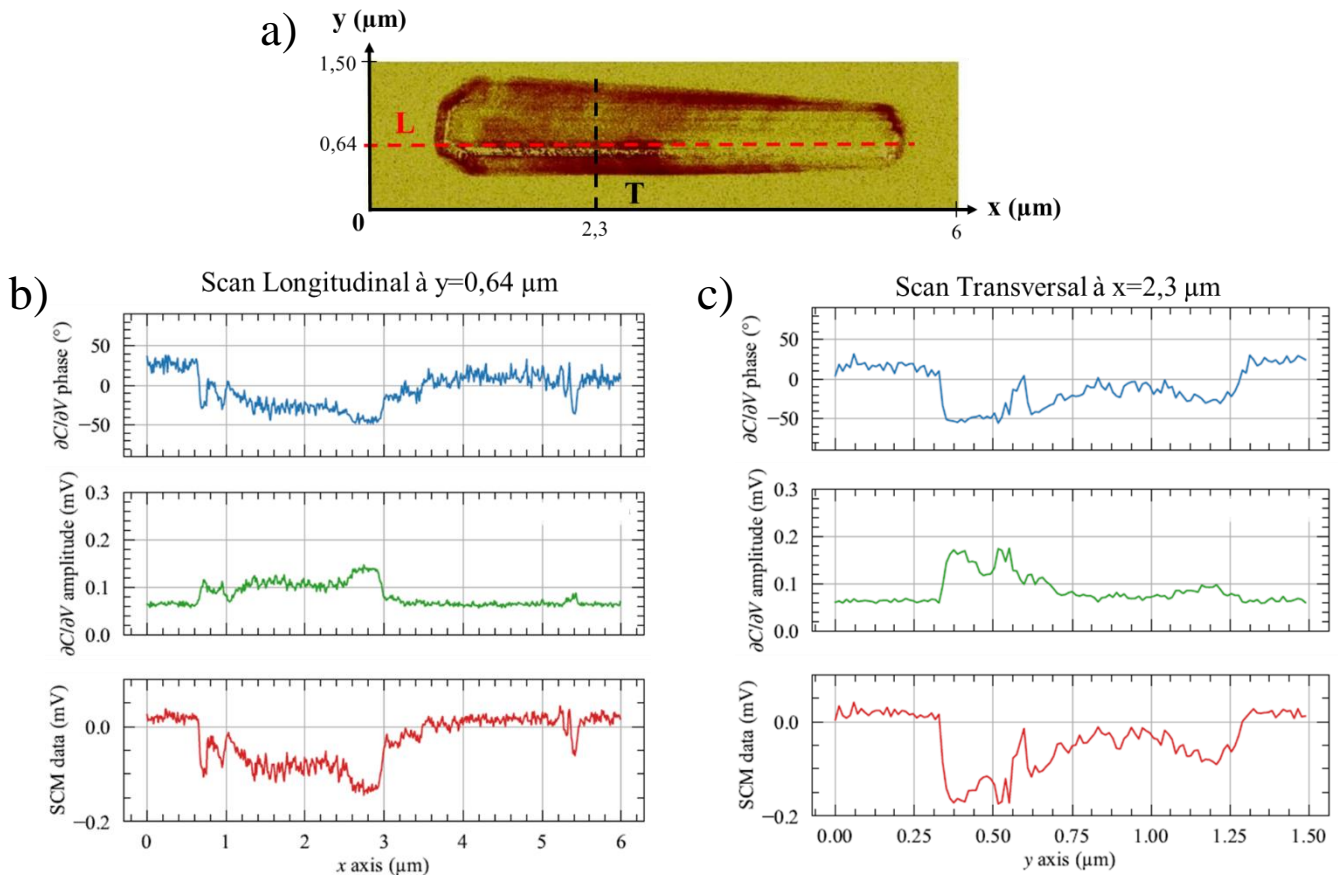 a)
y (µm)
1,50
L
0,64
T
0
2,3
6
x (µm)
b)
Scan Longitudinal à y=0,64 µm
∂C/∂V phase (°)
50
0
−50
∂C/∂V amplitude (mV)
0.3
0.2
0.1
0.0
SCM data (mV)
0.0
−0.2
0 1 2 3 4 5 6
x axis (µm)
c)
Scan Transversal à x=2,3 µm
∂C/∂V phase (°)
50
0
−50
∂C/∂V amplitude (mV)
0.3
0.2
0.1
0.0
SCM data (mV)
0.0
−0.2
0.00 0.25 0.50 0.75 1.00 1.25 1.50
y axis (µm)